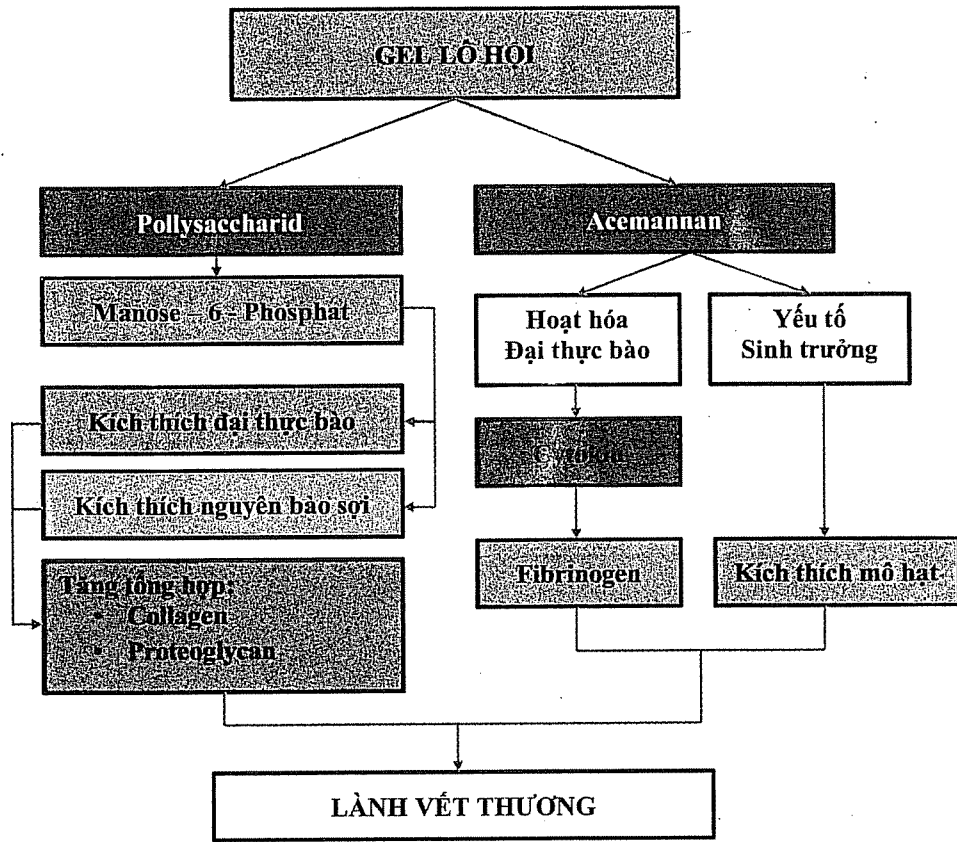 GEL LÔ HỘI
Pollysaccharid
Manose – 6 - Phosphat
Kích thích đại thực bào
Kích thích nguyên bào sợi
Tăng tổng hợp:
• Collagen
• Proteoglycan
Acemannan
Hoạt hóa
Đại thực bào
Fibrinogen
Yếu tố
Sinh trưởng
Kích thích mô hạt
LÀNH VẾT THƯƠNG